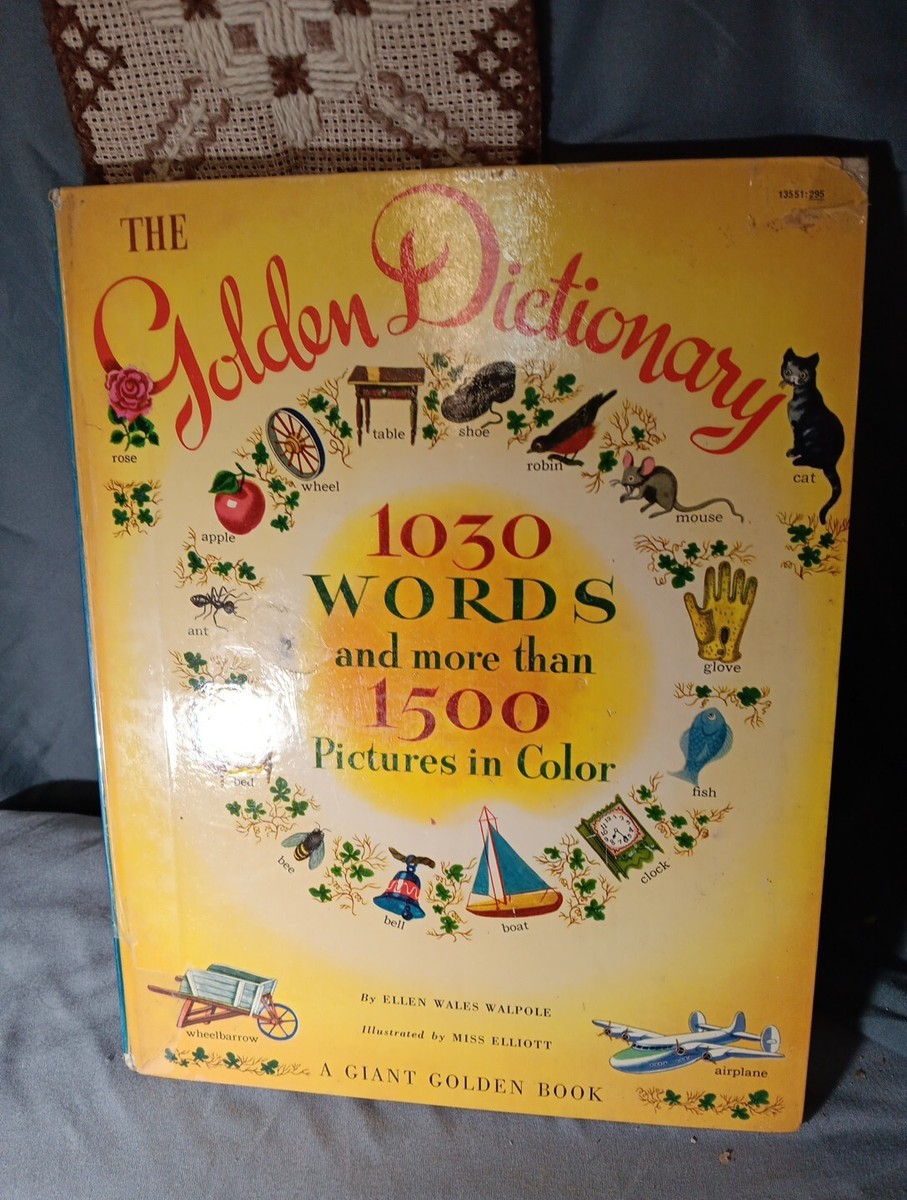 13551:295
THE
Golden Dictionary
rose
wheel
table
shoe
robin
mouse
cat
apple
ant
glove
bed
fish
bee
bell
boat
clock
1030
WORDS
and more than
1500
Pictures in Color
By ELLEN WALES WALPOLE
Illustrated by MISS ELLIOTT
A GIANT GOLDEN BOOK
wheelbarrow
airplane